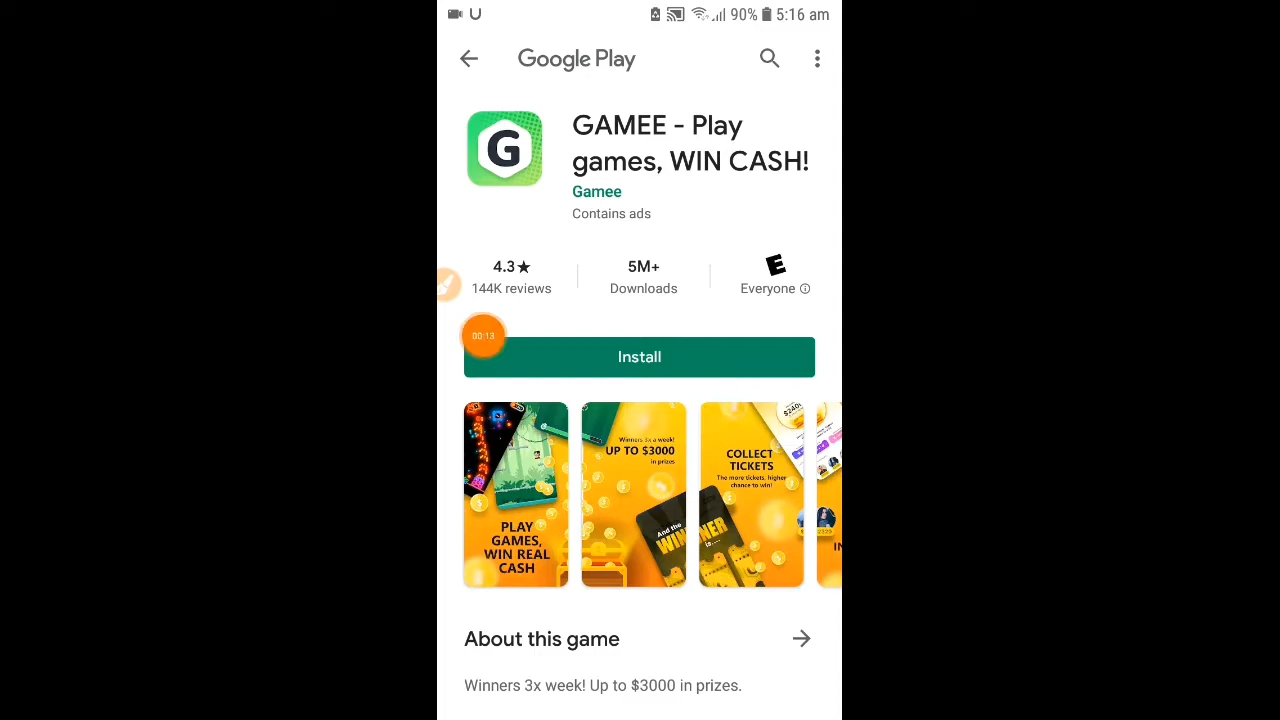 90% 5:16 am
Google Play
G
GAMEE - Play
games, WIN CASH!
Gamee
Contains ads
4.3★
144K reviews
5M+
Downloads
E
Everyone
00:13
Install
PLAY
GAMES,
WIN REAL
CASH
Winners 3x a week!
UP TO $3000
in prizes
And the
COLLECT
TICKETS
The more tickets, higher
chance to win!
is....
About this game
Winners 3x week! Up to $3000 in prizes.